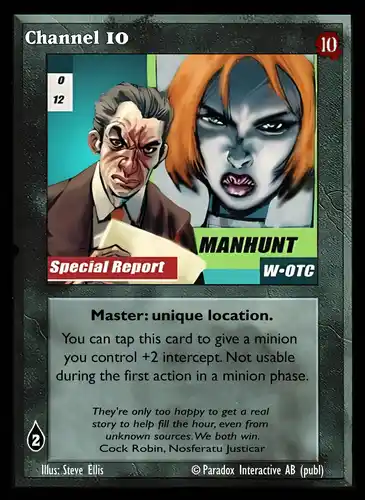 Channel 10
10
0
12
MANHUNT
Special Report
W·OTC
Master: unique location.
You can tap this card to give a minion
you control +2 intercept. Not usable
during the first action in a minion phase.
They're only too happy to get a real
story to help fill the hour, even from
unknown sources. We both win.
Cock Robin, Nosferatu Justicar
2
Illus: Steve Ellis
© Paradox Interactive AB (publ)